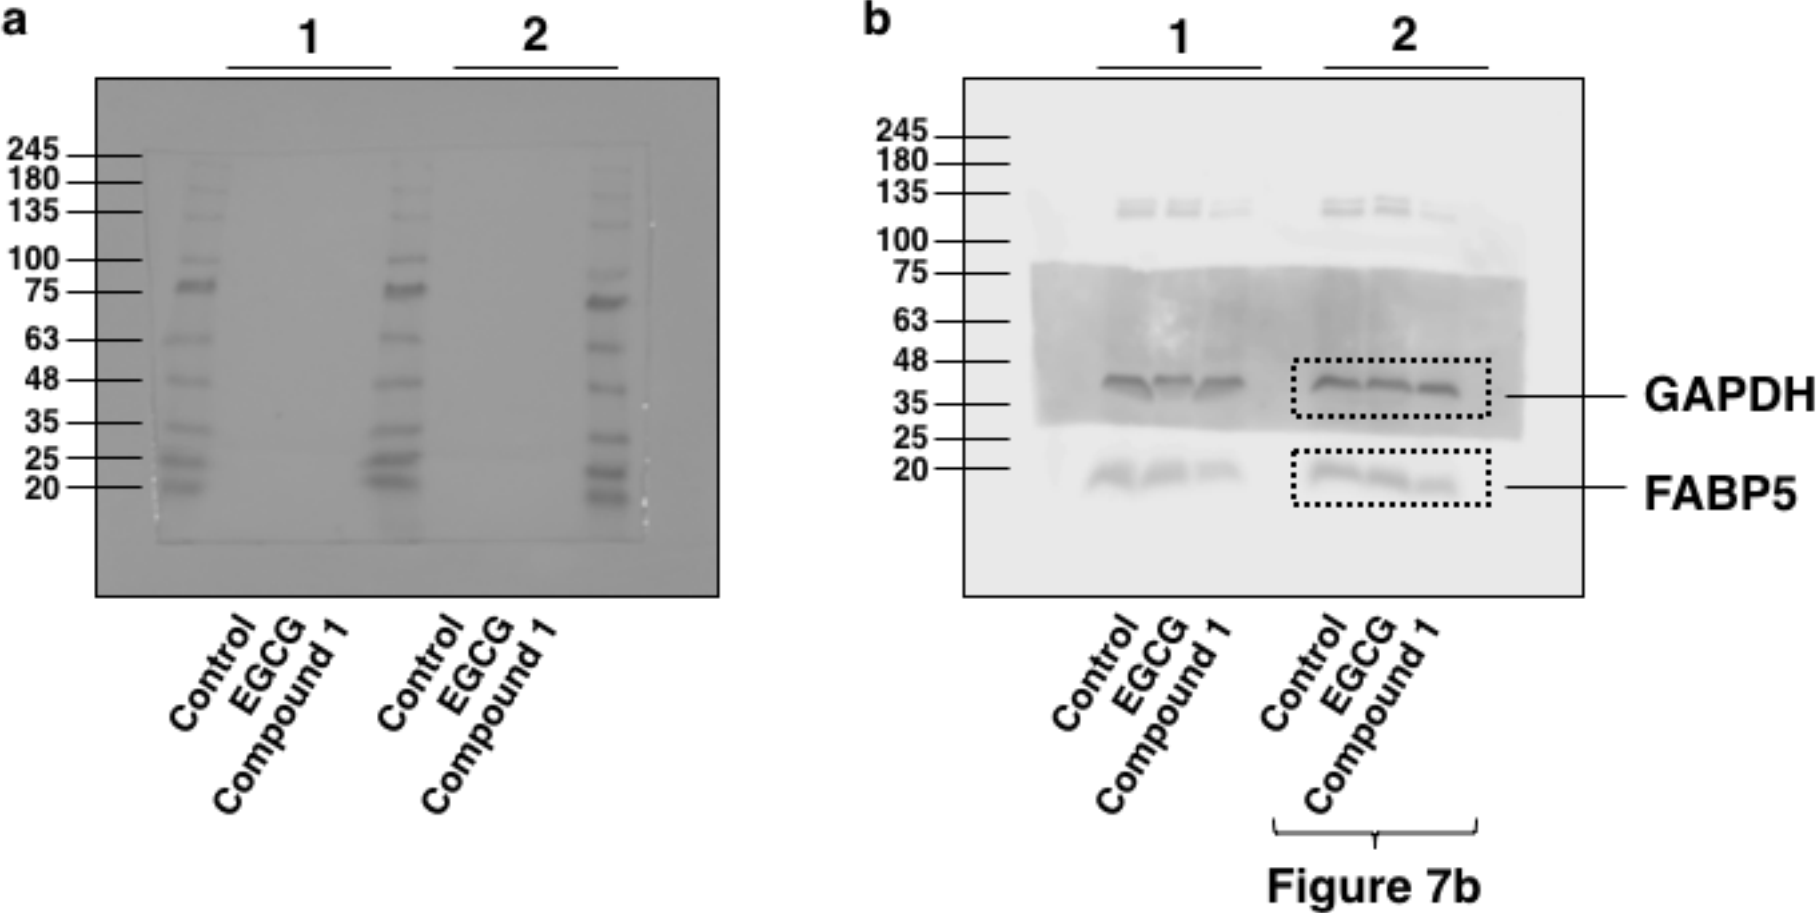 a
1
2
245
180
135
100
75
63
48
35
25
20
Control
EGCG
Compound 1
Control
EGCG
Compound 1
b
1
2
245
180
135
100
75
63
48
35
25
20
GAPDH
FABP5
Control
EGCG
Compound 1
Control
EGCG
Compound 1
Figure 7b